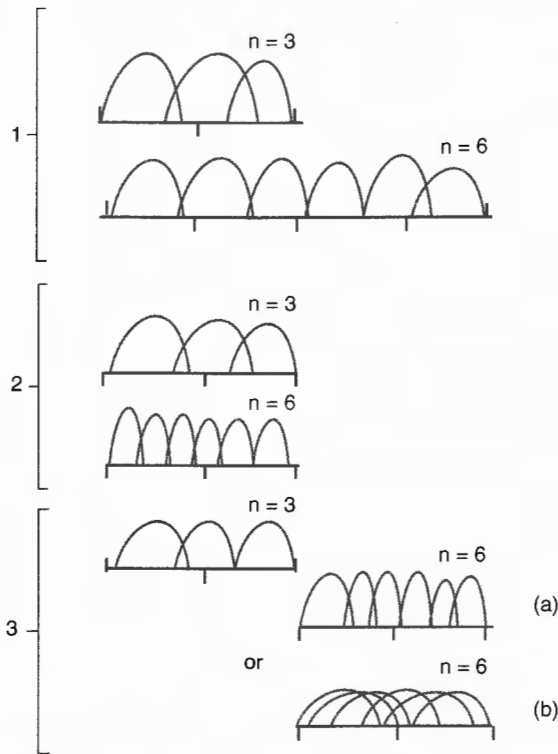 n = 3
1
n = 6
n = 3
2
n = 6
n = 3
n = 6
(a)
3
or
n = 6
(b)